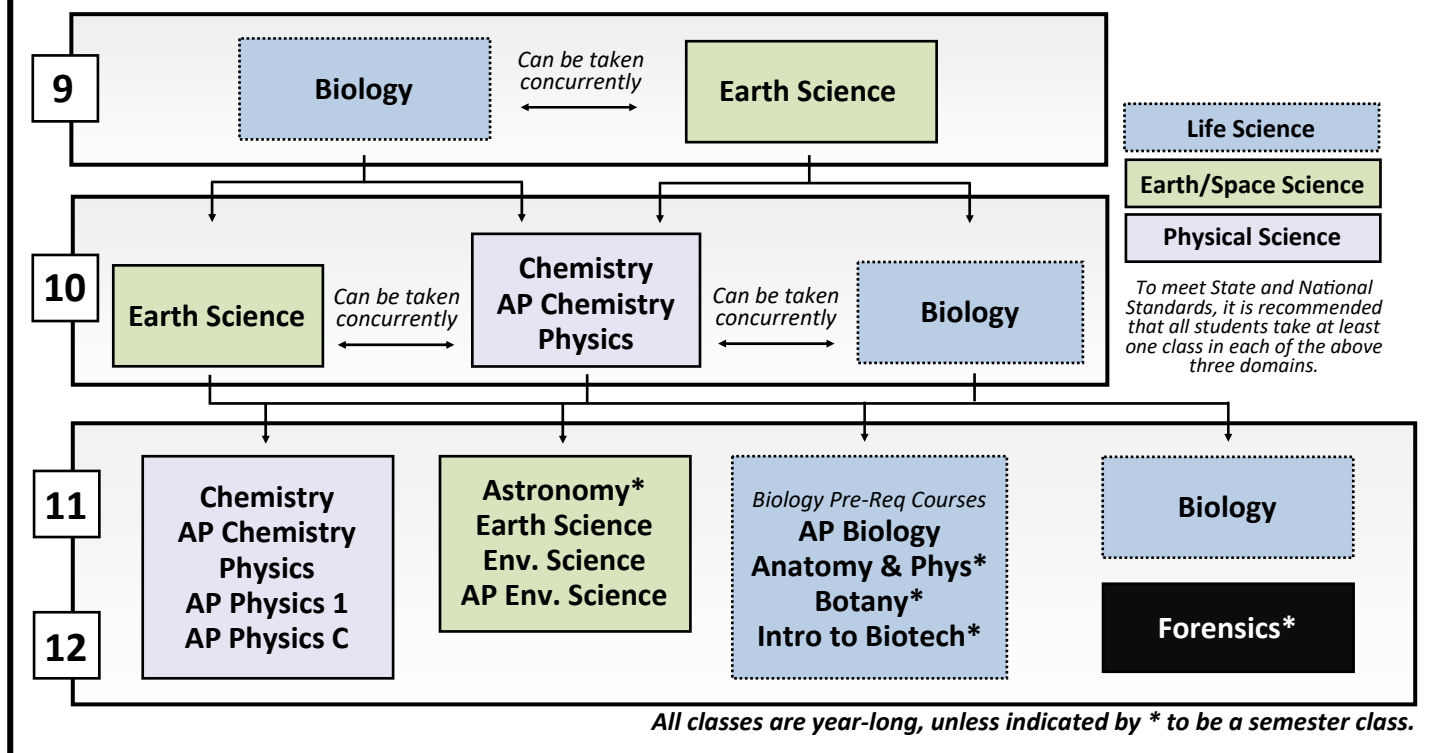 9
Biology
Can be taken
concurrently
Earth Science
Life Science
Earth/Space Science
Physical Science
To meet State and National
Standards, it is recommended
that all students take at least
one class in each of the above
three domains.
10
Earth Science
Can be taken
concurrently
Chemistry
AP Chemistry
Physics
Can be taken
concurrently
Biology
11
12
Chemistry
AP Chemistry
Physics
AP Physics 1
AP Physics C
Astronomy*
Earth Science
Env. Science
AP Env. Science
Biology Pre-Req Courses
AP Biology
Anatomy & Phys*
Botany*
Intro to Biotech*
Biology
Forensics*
All classes are year-long, unless indicated by * to be a semester class.